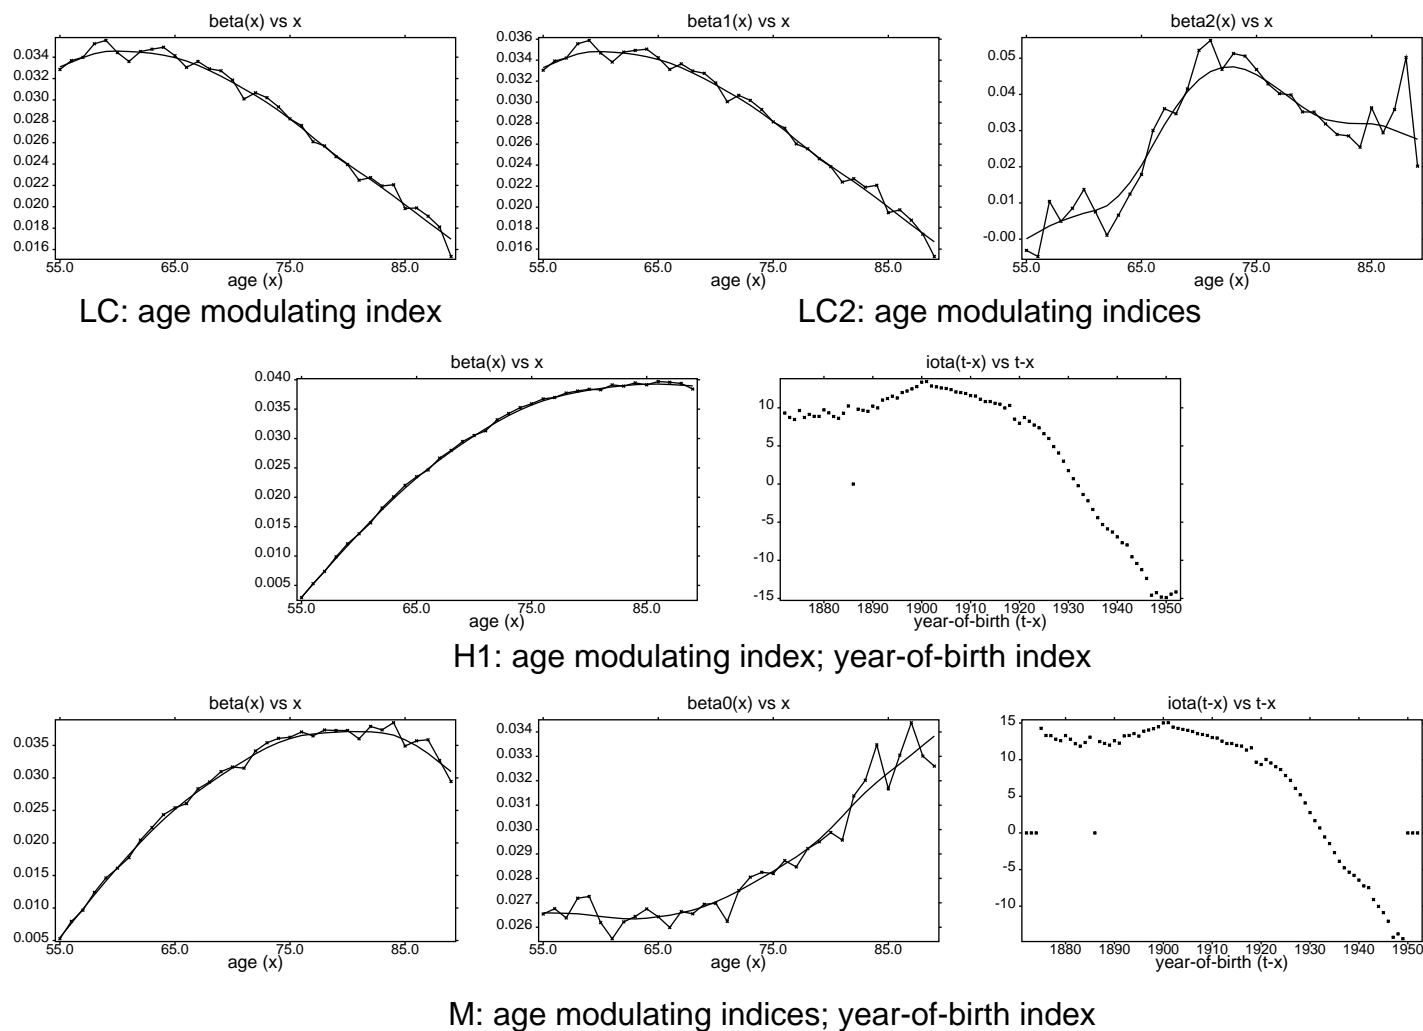 beta(x) vs x
0.034
0.032
0.030
0.028
0.026
0.024
0.022
0.020
0.018
0.016
55.0 65.0 75.0 85.0
age (x)
beta1(x) vs x
0.036
0.034
0.032
0.030
0.028
0.026
0.024
0.022
0.020
0.018
0.016
55.0 65.0 75.0 85.0
age (x)
beta2(x) vs x
0.05
0.04
0.03
0.02
0.01
-0.00
55.0 65.0 75.0 85.0
age (x)
LC: age modulating index
LC2: age modulating indices
beta(x) vs x
0.040
0.035
0.030
0.025
0.020
0.015
0.010
0.005
55.0 65.0 75.0 85.0
age (x)
iota(t-x) vs t-x
10
5
0
-5
-10
-15
1880 1890 1900 1910 1920 1930 1940 1950
year-of-birth (t-x)
H1: age modulating index; year-of-birth index
beta(x) vs x
0.035
0.030
0.025
0.020
0.015
0.010
0.005
55.0 65.0 75.0 85.0
age (x)
beta0(x) vs x
0.034
0.033
0.032
0.031
0.030
0.029
0.028
0.027
0.026
55.0 65.0 75.0 85.0
age (x)
iota(t-x) vs t-x
15
10
5
0
-5
-10
1880 1890 1900 1910 1920 1930 1940 1950
year-of-birth (t-x)
M: age modulating indices; year-of-birth index